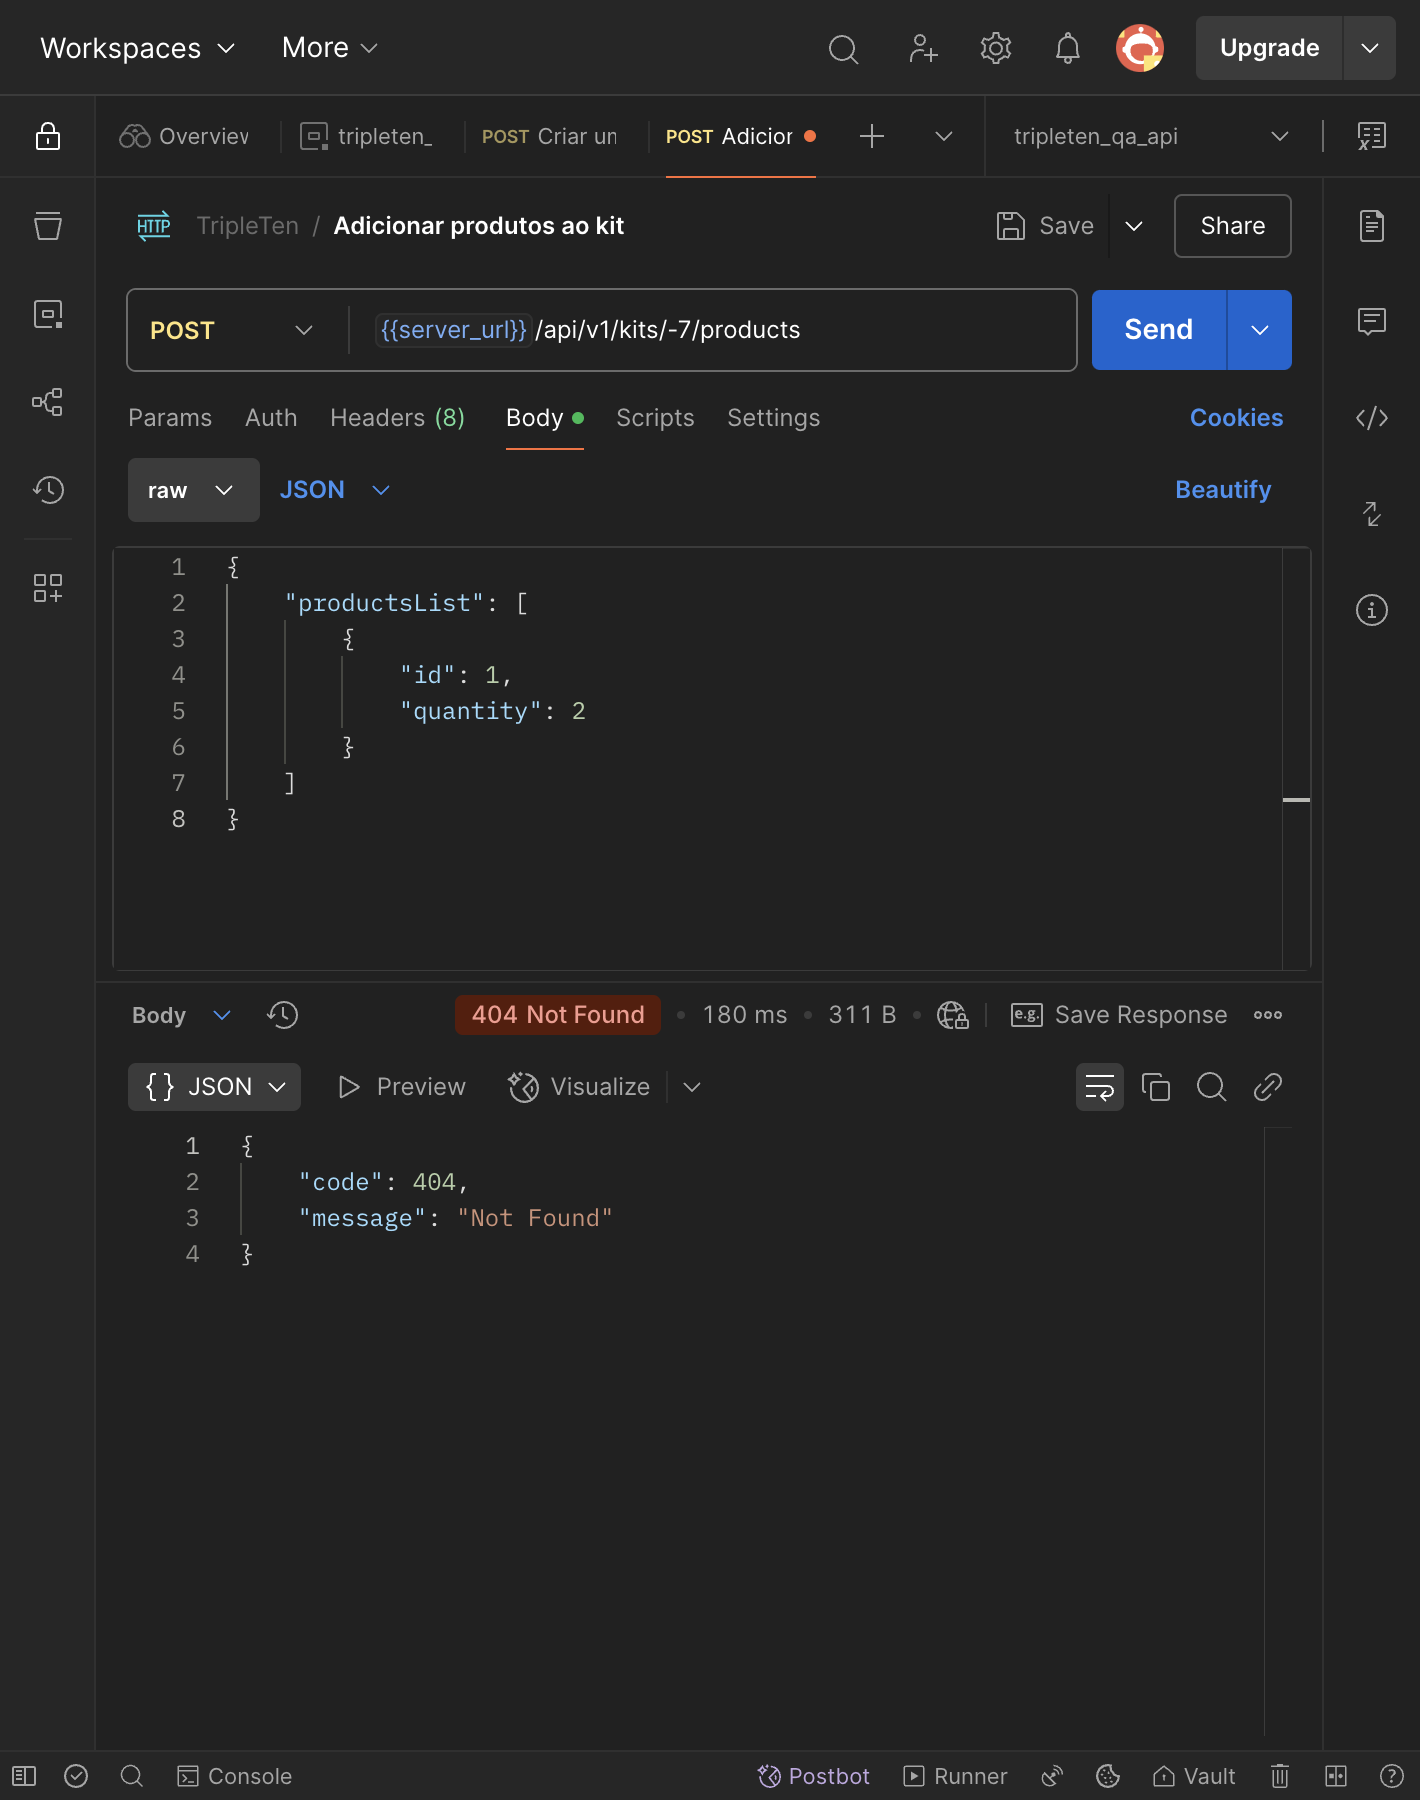 Workspaces More Upgrade
Overview tripleten_ POST Criar un POST Adicior tripleten_qa_api
HTTP TripleTen / Adicionar produtos ao kit Save Share
POST {{server_url}}/api/v1/kits/-7/products Send
Params Auth Headers (8) Body Scripts Settings Cookies
raw JSON Beautify
1 {
2 "productsList": [
3 {
4 "id": 1,
5 "quantity": 2
6 }
7 ]
8 }
Body 404 Not Found • 180 ms • 311 B • e.g. Save Response
{} JSON Preview Visualize
1 {
2 "code": 404,
3 "message": "Not Found"
4 }
Console Postbot Runner Vault